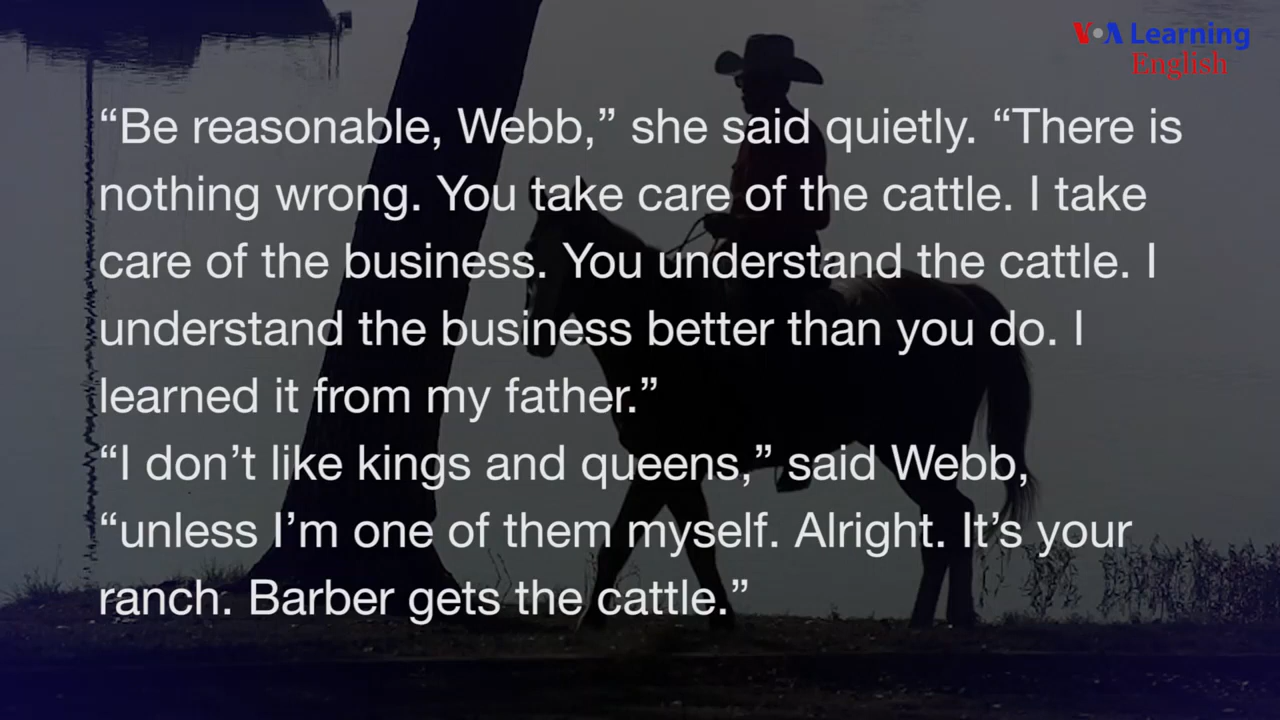 VOA Learning
English
“Be reasonable, Webb,” she said quietly. “There is
nothing wrong. You take care of the cattle. I take
care of the business. You understand the cattle. I
understand the business better than you do. I
learned it from my father.”
“I don’t like kings and queens,” said Webb,
“unless I’m one of them myself. Alright. It’s your
ranch. Barber gets the cattle.”